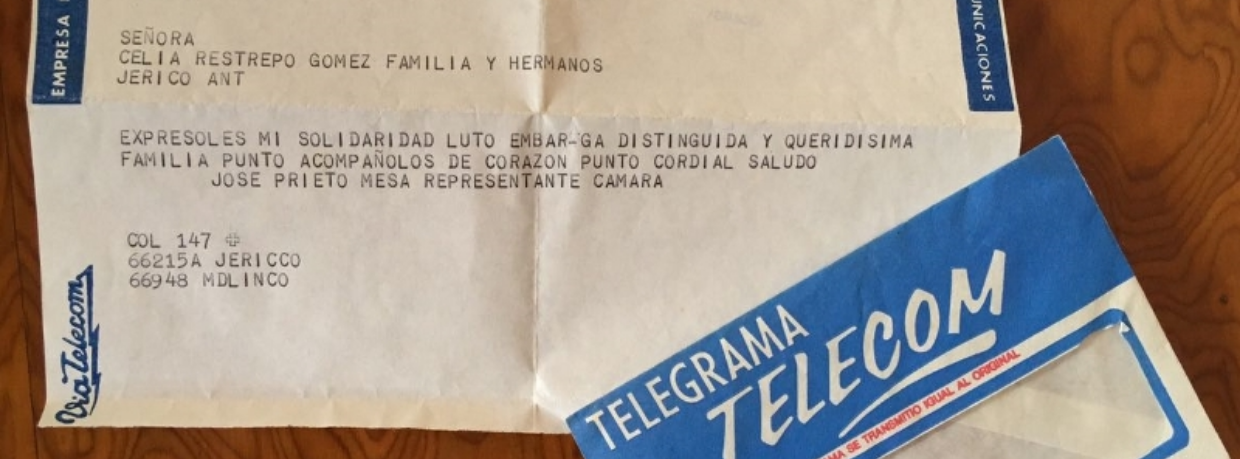 EMPRESA
UNICACIONES
SEÑORA
CELIA RESTREPO GOMEZ FAMILIA Y HERMANOS
JERICO ANT
EXPRESOLES MI SOLIDARIDAD LUTO EMBAR-GA DISTINGUIDA Y QUERIDISIMA
FAMILIA PUNTO ACOMPAÑOLOS DE CORAZON PUNTO CORDIAL SALUDO
JOSE PRIETO MESA REPRESENTANTE CAMARA
COL 147
66215A JERICCO
66948 MDLINCO
Vía Telecom
TELEGRAMA
TELECOM
MA SE TRANSMITIO IGUAL AL ORIGINAL